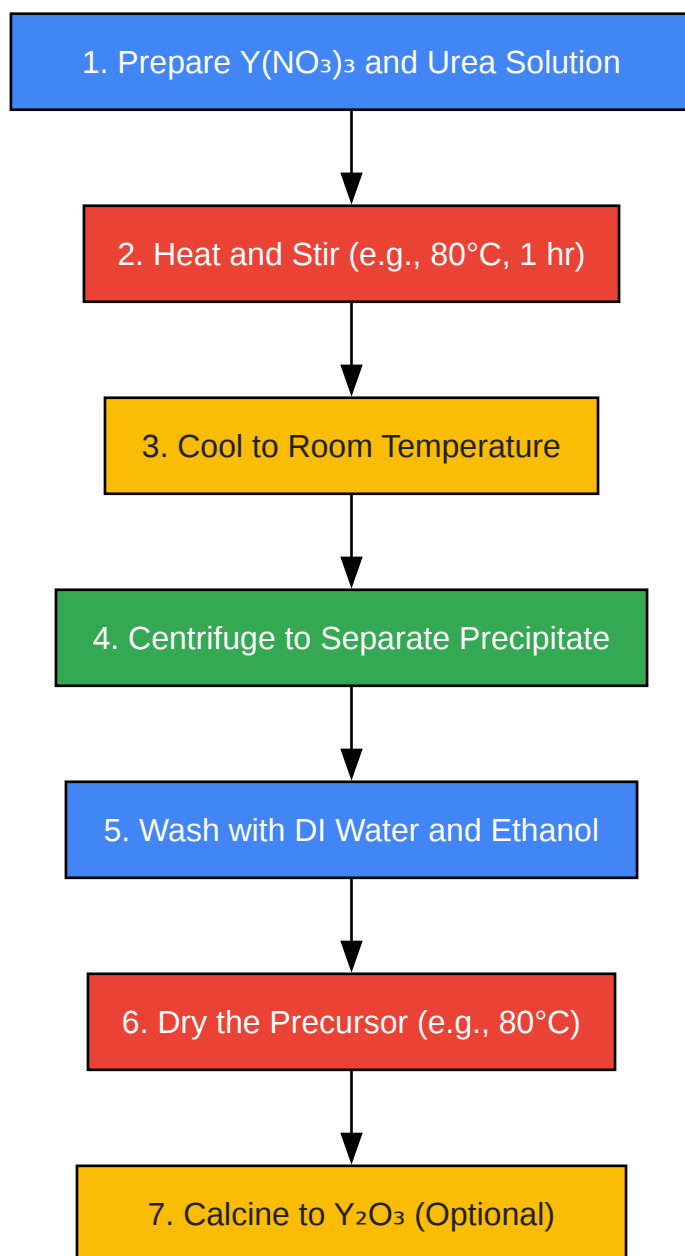 1. Prepare Y(NO₃)₃ and Urea Solution
2. Heat and Stir (e.g., 80°C, 1 hr)
3. Cool to Room Temperature
4. Centrifuge to Separate Precipitate
5. Wash with DI Water and Ethanol
6. Dry the Precursor (e.g., 80°C)
7. Calcine to Y₂O₃ (Optional)